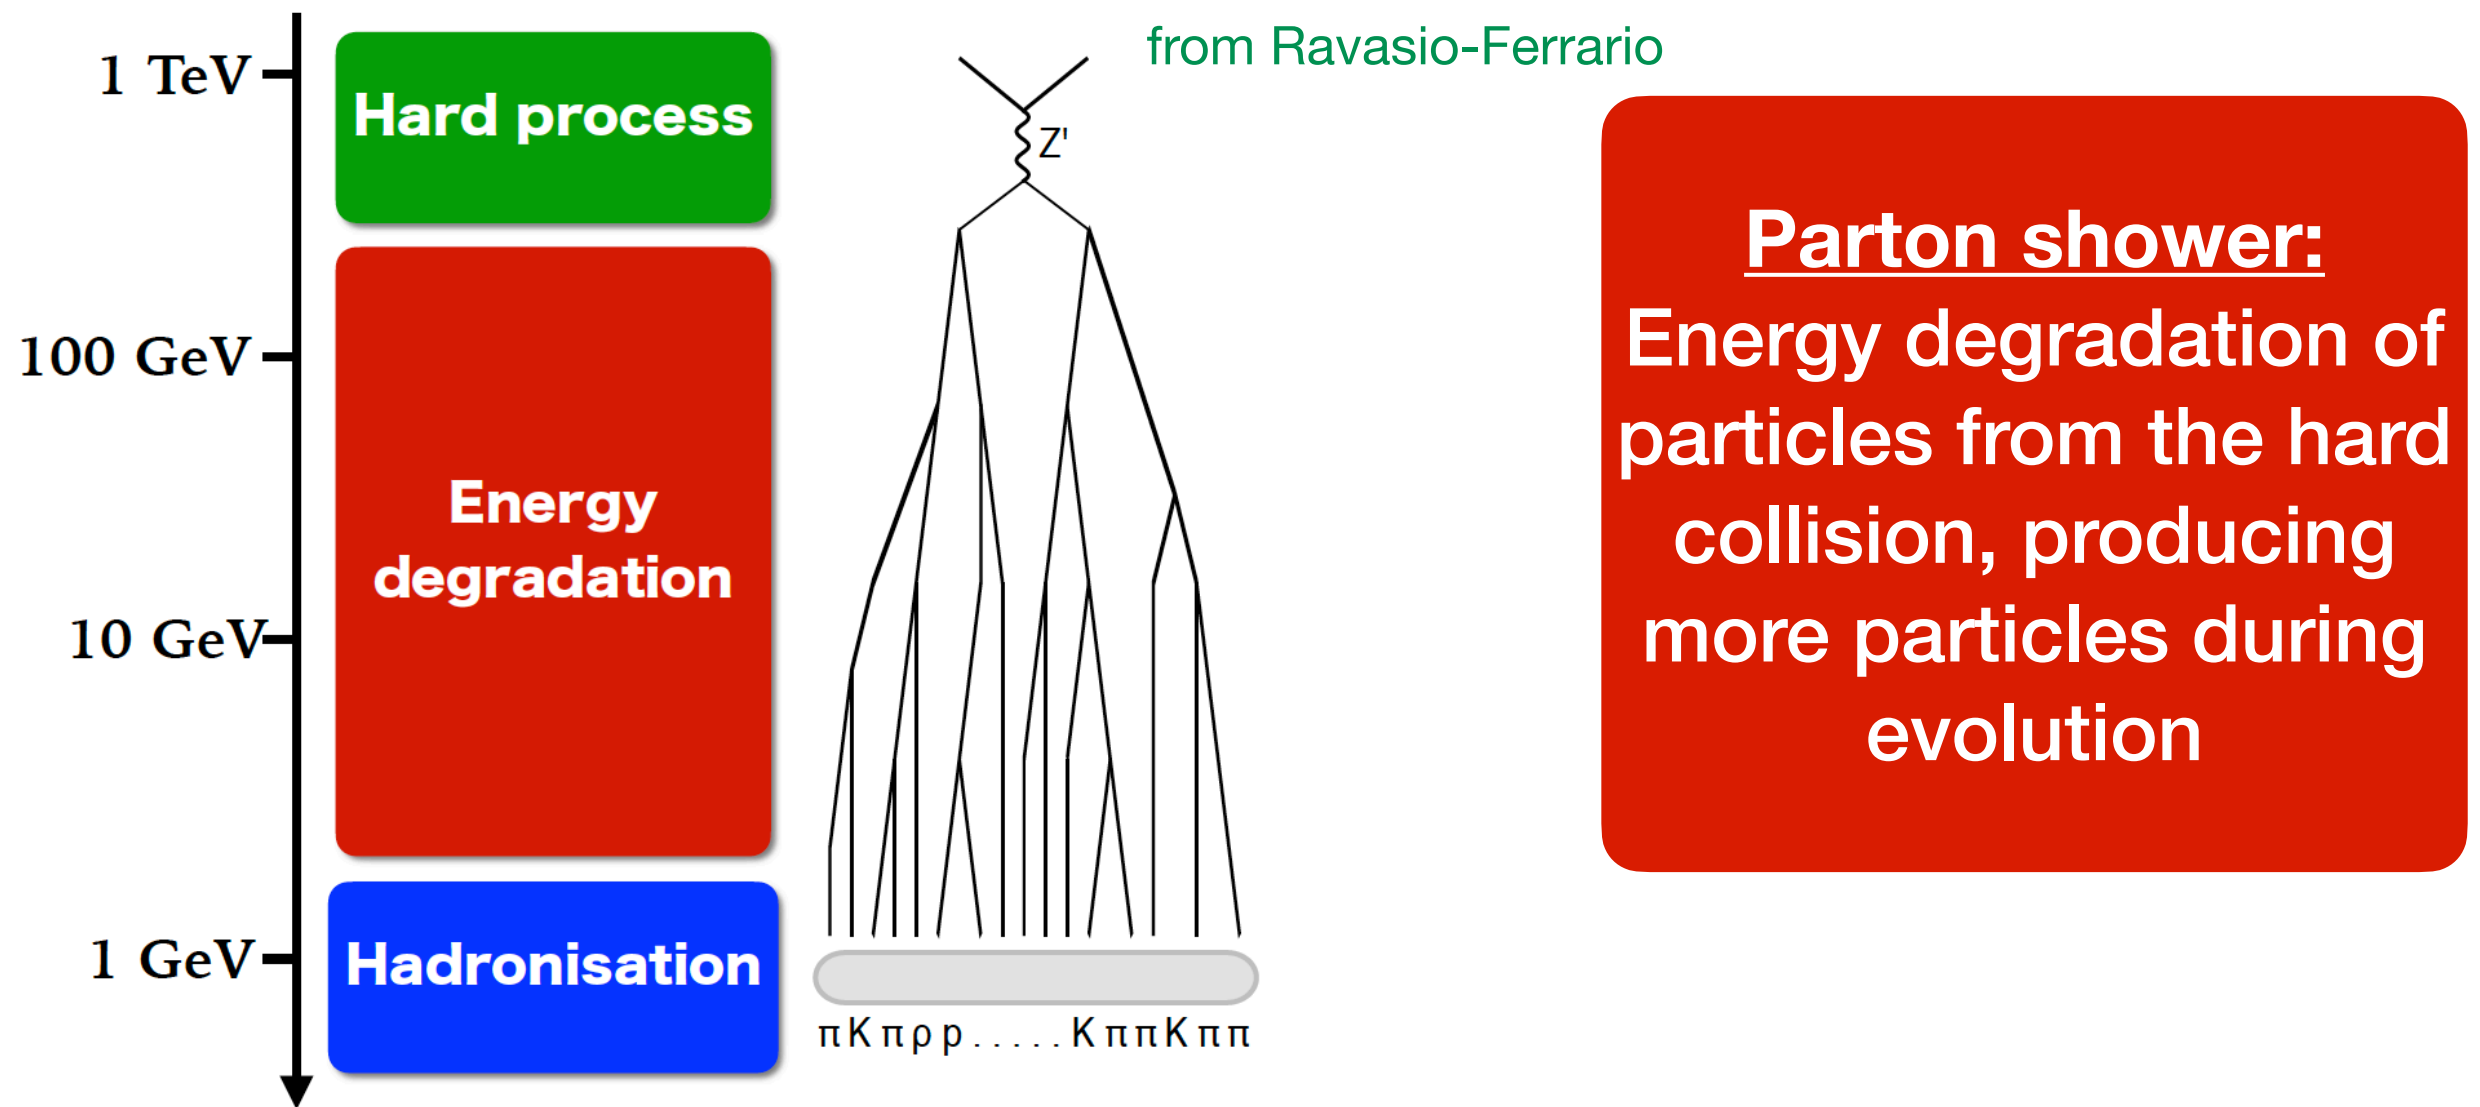 from Ravasio-Ferrario
1 TeV
Hard process
Z'
100 GeV
Energy
degradation
10 GeV
1 GeV
Hadronisation
π K π ρ p . . . . . K π π K π π
Parton shower:
Energy degradation of
particles from the hard
collision, producing
more particles during
evolution